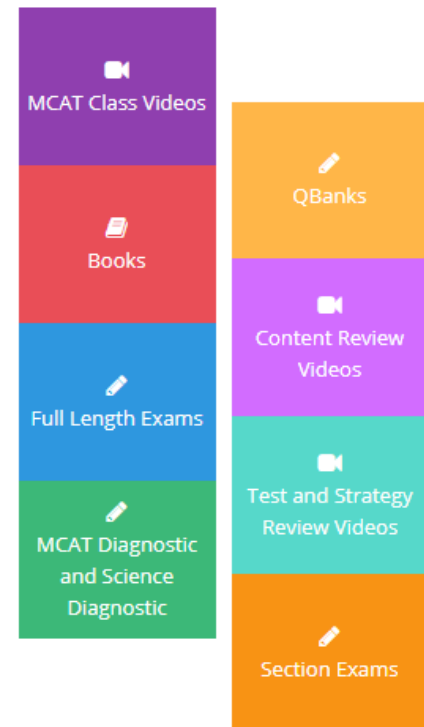 MCAT Class Videos
Books
Full Length Exams
MCAT Diagnostic
and Science
Diagnostic
QBanks
Content Review
Videos
Test and Strategy
Review Videos
Section Exams